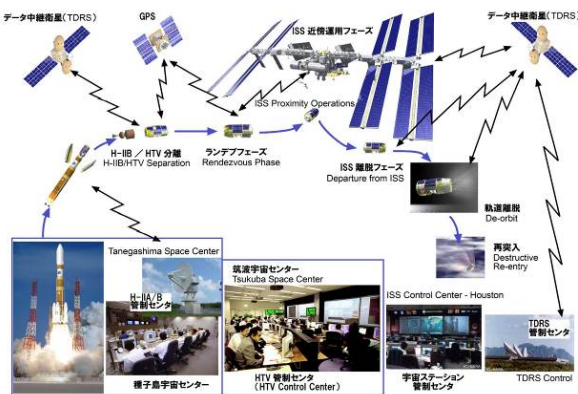 データ中継衛星(TDRS)
GPS
ISS 近傍運用フェーズ
データ中継衛星(TDRS)
ISS Proximity Operations
H-IIB / HTV 分離
H-IIB/HTV Separation
ランデブフェーズ
Rendezvous Phase
ISS 離脱フェーズ
Departure from ISS
軌道離脱
De-orbit
再突入
Destructive
Re-entry
Tanegashima Space Center
H-IIA/B
管制センタ
種子島宇宙センター
筑波宇宙センター
Tsukuba Space Center
HTV 管制センタ
(HTV Control Center)
ISS Control Center - Houston
宇宙ステーション
管制センタ
TDRS
管制センタ
TDRS Control